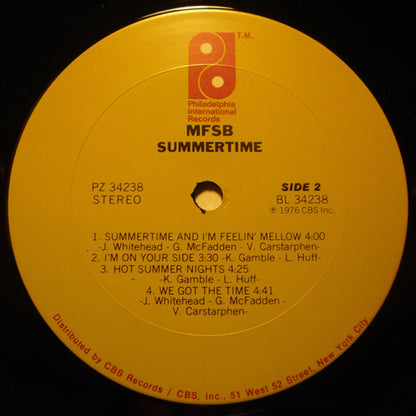 T.M.
Philadelphia
International
Records
MFSB
SUMMERTIME
PZ 34238
STEREO
SIDE 2
BL 34238
℗ 1976 CBS Inc.
1. SUMMERTIME AND I'M FEELIN' MELLOW 4:00
-J. Whitehead - G. McFadden - V. Carstarphen-
2. I'M ON YOUR SIDE 3:30 -K. Gamble - L. Huff-
3. HOT SUMMER NIGHTS 4:25
-K. Gamble - L. Huff-
4. WE GOT THE TIME 4:41
-J. Whitehead - G. McFadden -
V. Carstarphen-
Distributed by CBS Records / CBS, Inc., 51 West 52 Street, New York City